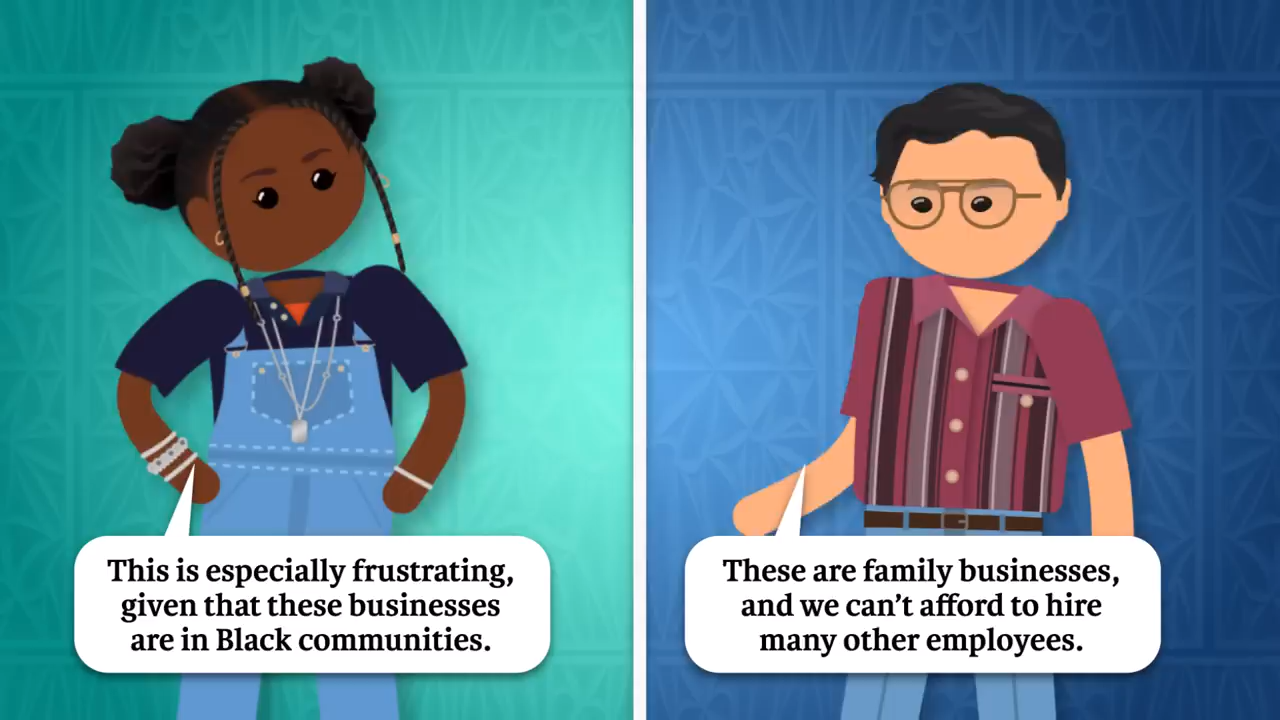 This is especially frustrating,
given that these businesses
are in Black communities.
These are family businesses,
and we can’t afford to hire
many other employees.